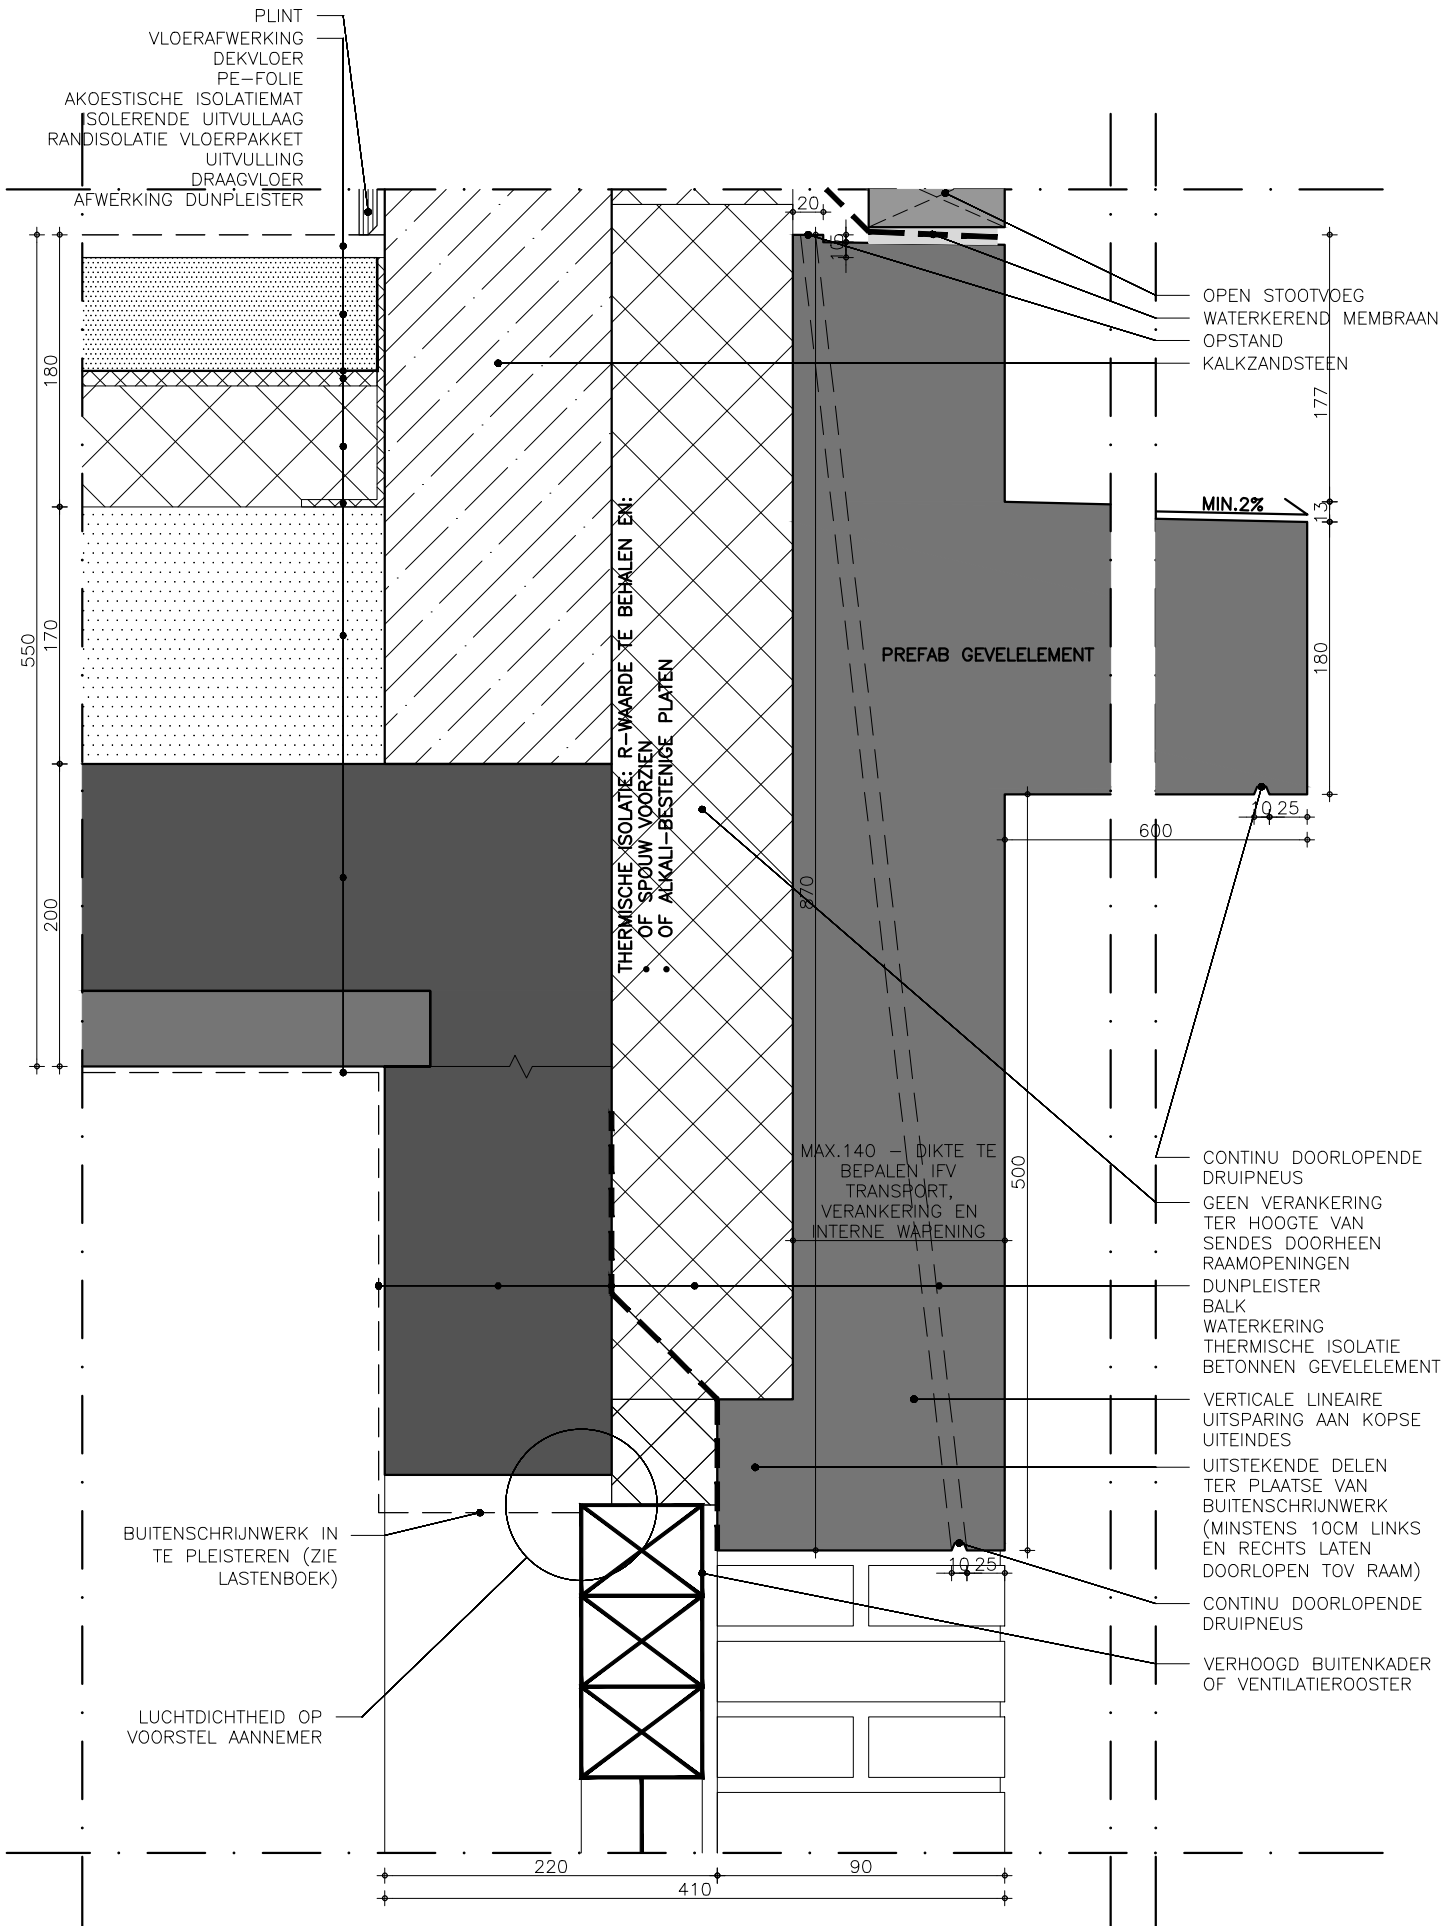 PLINT
VLOERAFWERKING
DEKVLOER
PE-FOLIE
AKOESTISCHE ISOLATIEMAT
ISOLERENDE UITVULLAAG
RANDISOLATIE VLOERPAKKET
UITVULLING
DRAAGVLOER
AFWERKING DUNPLEISTER
20
15
OPEN STOOTVOEG
WATERKEREND MEMBRAAN
OPSTAND
KALKZANDSTEEN
180
177
MIN.2%
13
THERMISCHE ISOLATIE: R-WAARDE TE BEHALEN EN:
• OF SPOUW VOORZIEN
• OF ALKALI-BESTENIGE PLATEN
550
170
PREFAB GEVELELEMENT
180
10
25
600
870
200
MAX.140 - DIKTE TE
BEPALEN IFV
TRANSPORT,
VERANKERING EN
INTERNE WAPENING
500
CONTINU DOORLOPENDE
DRUIPNEUS
GEEN VERANKERING
TER HOOGTE VAN
SENDES DOORHEEN
RAAMOPENINGEN
DUNPLEISTER
BALK
WATERKERING
THERMISCHE ISOLATIE
BETONNEN GEVELELEMENT
VERTICALE LINEAIRE
UITSPARING AAN KOPSE
UITEINDES
UITSTEKENDE DELEN
TER PLAATSE VAN
BUITENSCHRIJNWERK
(MINSTENS 10CM LINKS
EN RECHTS LATEN
DOORLOPEN TOV RAAM)
10
25
CONTINU DOORLOPENDE
DRUIPNEUS
VERHOOGD BUITENKADER
OF VENTILATIEROOSTER
BUITENSCHRIJNWERK IN
TE PLEISTEREN (ZIE
LASTENBOEK)
LUCHTDICHTHEID OP
VOORSTEL AANNEMER
220
90
410